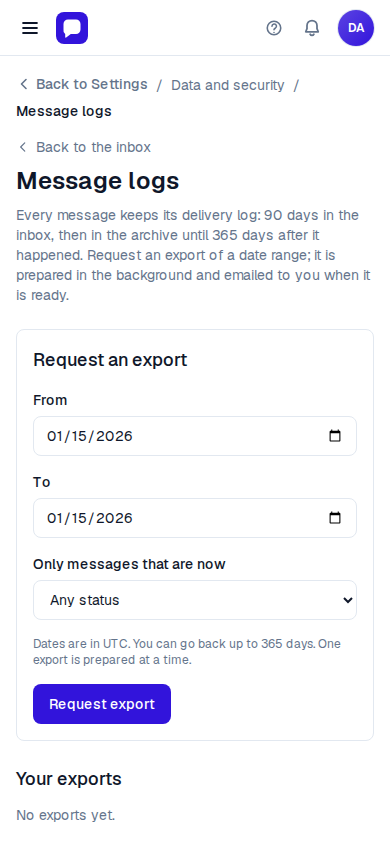 DA
Back to Settings / Data and security /
Message logs
Back to the inbox
Message logs
Every message keeps its delivery log: 90 days in the
inbox, then in the archive until 365 days after it
happened. Request an export of a date range; it is
prepared in the background and emailed to you when it
is ready.
Request an export
From
01/15/2026
To
01/15/2026
Only messages that are now
Any status
Dates are in UTC. You can go back up to 365 days. One
export is prepared at a time.
Request export
Your exports
No exports yet.